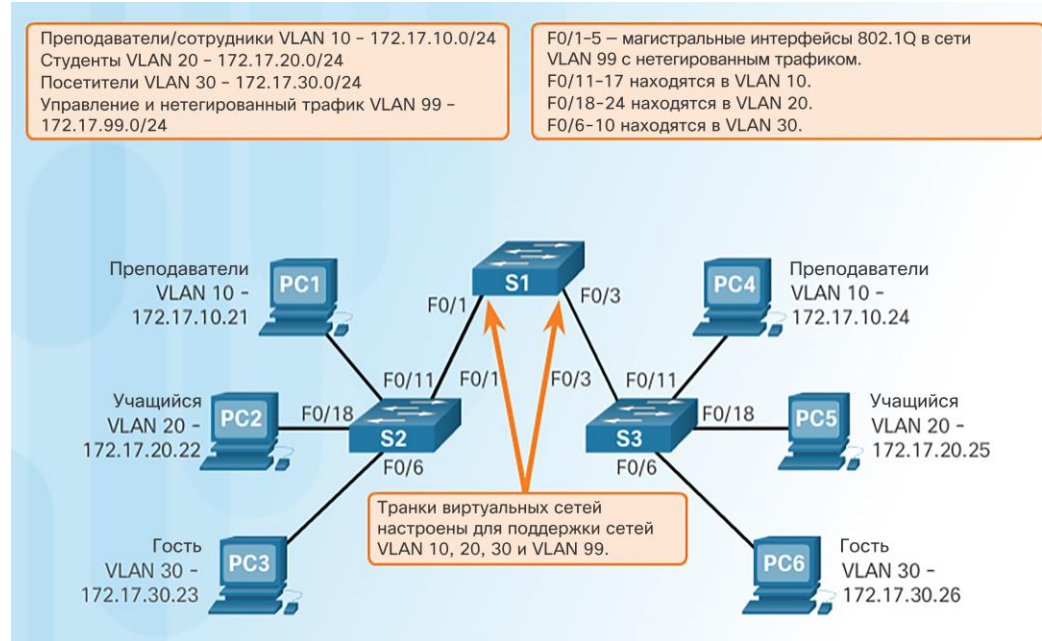 Преподаватели/сотрудники VLAN 10 – 172.17.10.0/24
Студенты VLAN 20 – 172.17.20.0/24
Посетители VLAN 30 – 172.17.30.0/24
Управление и нетегированный трафик VLAN 99 –
172.17.99.0/24
F0/1–5 — магистральные интерфейсы 802.1Q в сети
VLAN 99 с нетегированным трафиком.
F0/11-17 находятся в VLAN 10.
F0/18-24 находятся в VLAN 20.
F0/6-10 находятся в VLAN 30.
Преподаватели
VLAN 10 –
172.17.10.21
PC1
S1
F0/1
F0/3
PC4
Преподаватели
VLAN 10 –
172.17.10.24
F0/11
F0/1
F0/3
F0/11
Учащийся
VLAN 20 –
172.17.20.22
PC2
F0/18
S2
F0/6
S3
F0/6
F0/18
PC5
Учащийся
VLAN 20 –
172.17.20.25
Транки виртуальных сетей
настроены для поддержки сетей
VLAN 10, 20, 30 и VLAN 99.
Гость
VLAN 30 –
172.17.30.23
PC3
PC6
Гость
VLAN 30 –
172.17.30.26